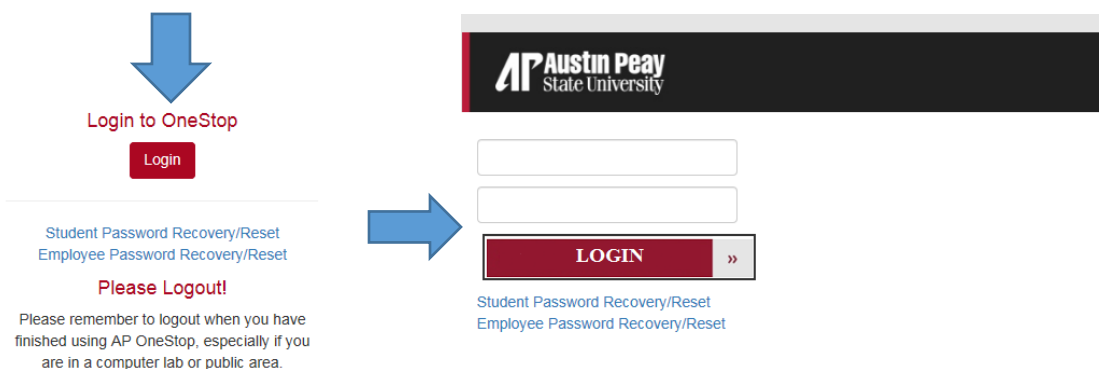 Login to OneStop
Login
Student Password Recovery/Reset
Employee Password Recovery/Reset
Please Logout!
Please remember to logout when you have
finished using AP OneStop, especially if you
are in a computer lab or public area.
AP Austin Peay
State University
LOGIN »
Student Password Recovery/Reset
Employee Password Recovery/Reset